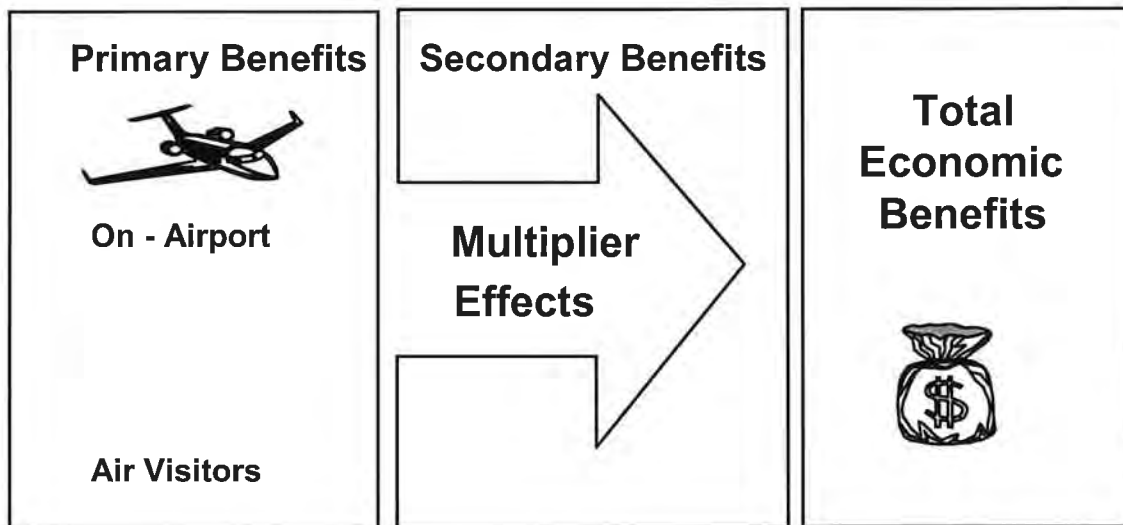 Primary Benefits
On - Airport
Air Visitors
Secondary Benefits
Multiplier
Effects
Total
Economic
Benefits
$